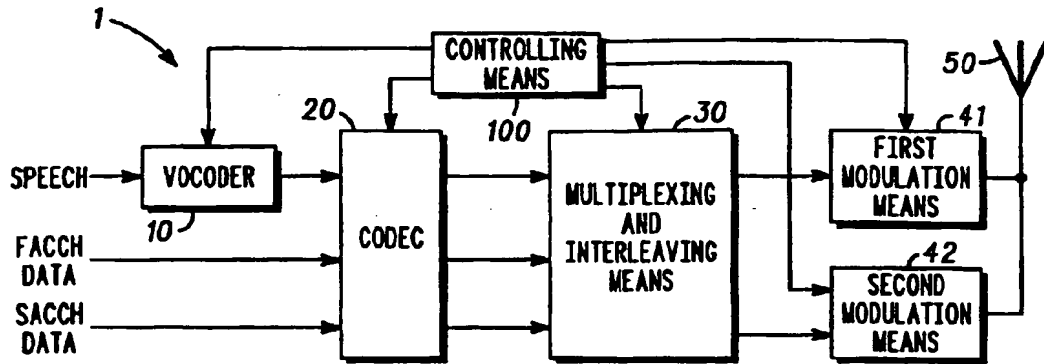 1
CONTROLLING
MEANS
100
50
20
30
41
SPEECH
VOCODER
10
CODEC
MULTIPLEXING
AND
INTERLEAVING
MEANS
FIRST
MODULATION
MEANS
FACCH
DATA
42
SECOND
MODULATION
MEANS
SACCH
DATA